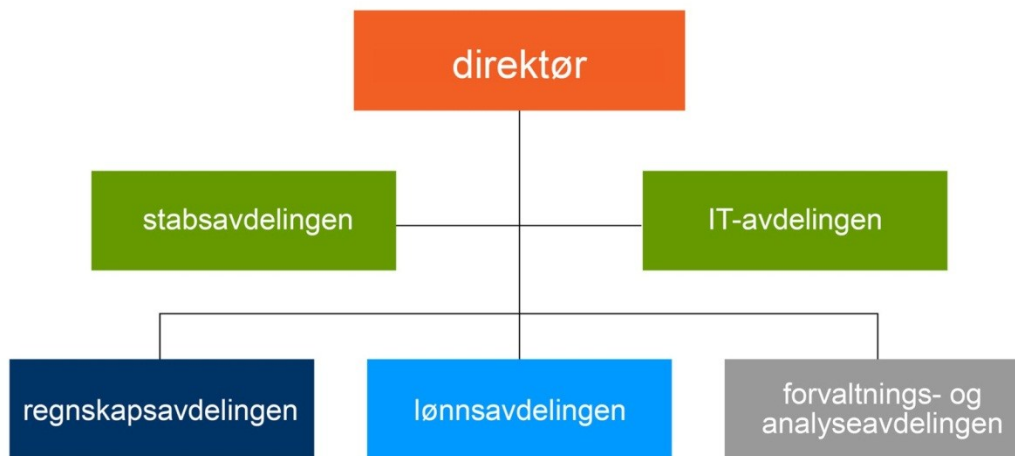 direktør
stabsavdelingen
IT-avdelingen
regnskapsavdelingen
lønnsavdelingen
forvaltnings- og
analyseavdelingen